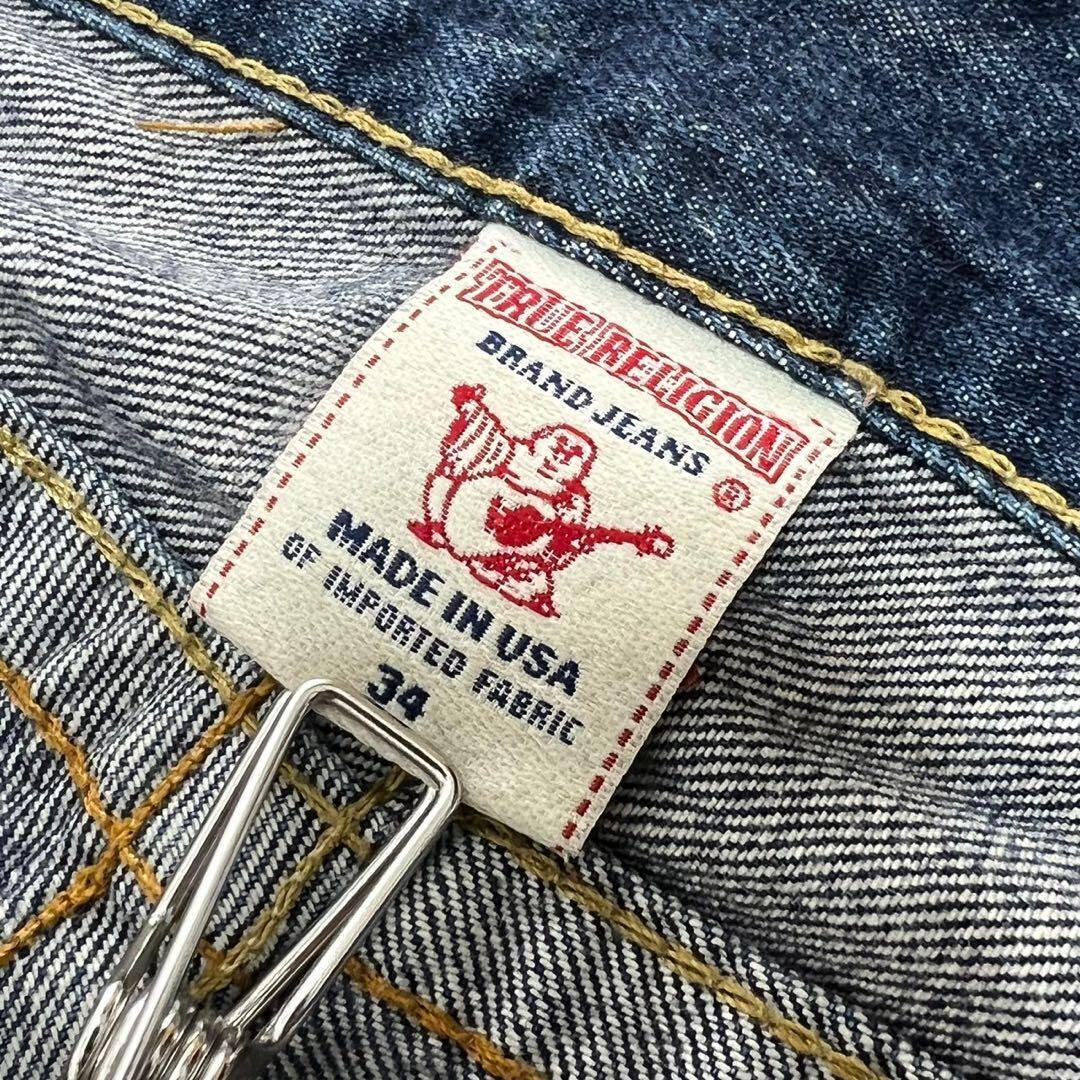 TRUE RELIGION
BRAND JEANS
®
MADE IN USA
OF IMPORTED FABRIC
34